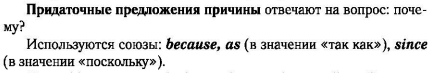 Придаточные предложения причины отвечают на вопрос: поче-
му?
Используются союзы: because, as (в значении «так как»), since
(в значении «поскольку»).